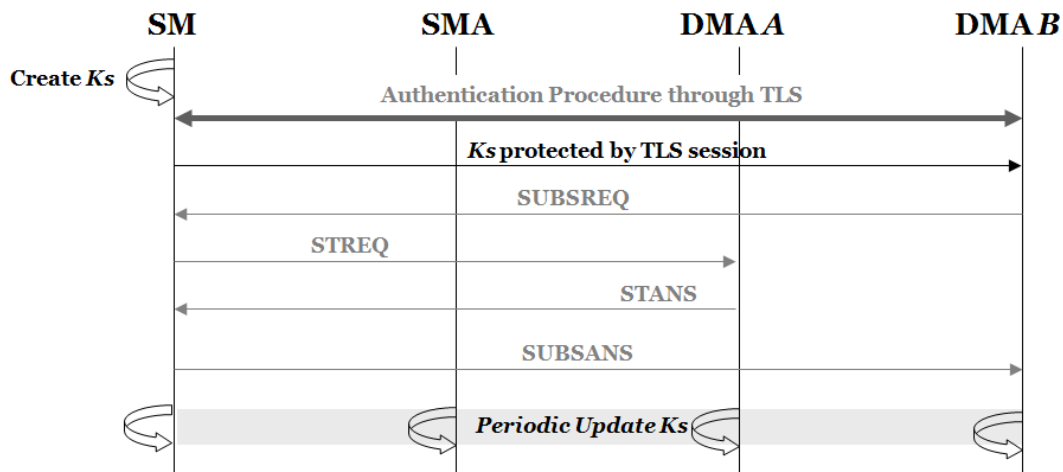 SM SMA DMA A DMA B
Create Ks
Authentication Procedure through TLS
Ks protected by TLS session
SUBSREQ
STREQ
STANS
SUBSANS
Periodic Update Ks